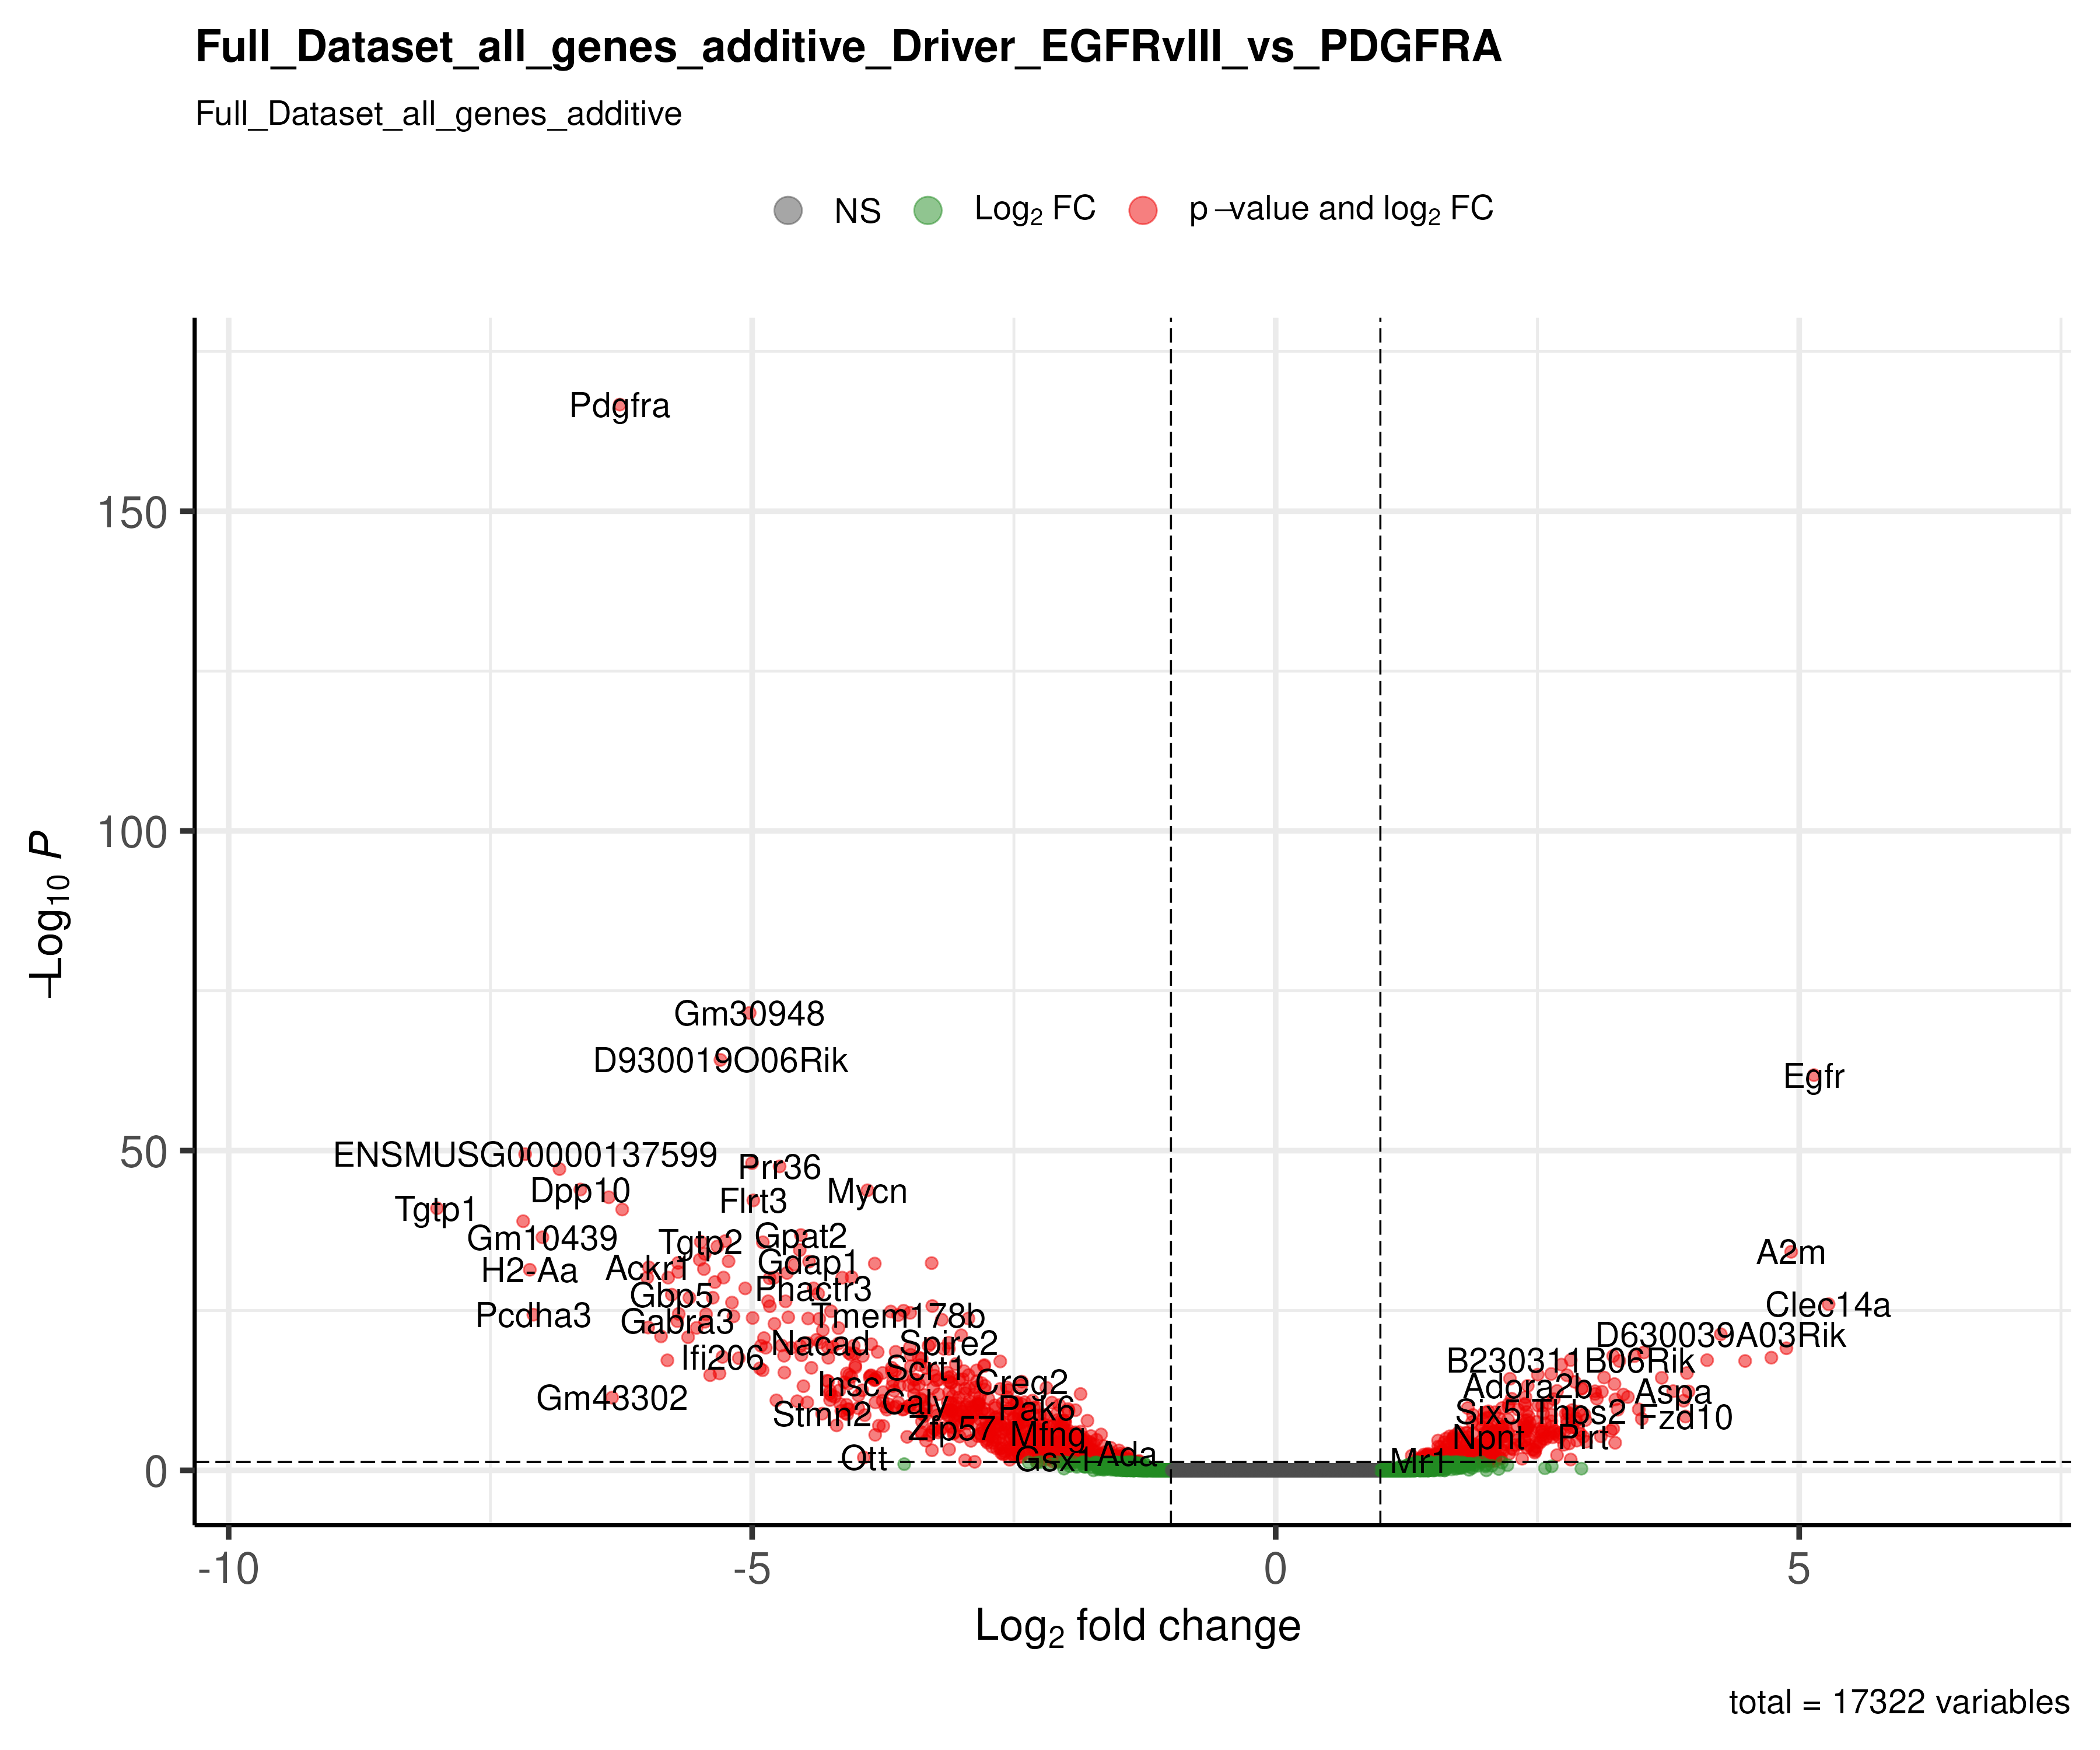 Full_Dataset_all_genes_additive_Driver_EGFRvIII_vs_PDGFRA
Full_Dataset_all_genes_additive
NS Log2 FC p−value and log2 FC
Pdgfra
150
100
−Log10 P
Gm30948
D930019O06Rik
Egfr
50
ENSMUSG00000137599
Prr36
Dpp10
Mycn
Flrt3
Tgtp1
Gm10439
Tgtp2
Gpat2
A2m
H2-Aa
Ackr1
Gdap1
Gbp5
Phactr3
Clec14a
Pcdha3
Gabra3
Tmem178b
D630039A03Rik
Nacad
Spire2
Ifi206
B230311B06Rik
Scrt1
Insc
Creg2
Adora2b
Aspa
Gm43302
Caly
Pak6
Stmn2
Six5
Thbs2
Fzd10
Zfp57
Mfng
Npnt
Pirt
Ott
Gsx1
Ada
Mr1
0
-10 -5 0 5
Log2 fold change
total = 17322 variables